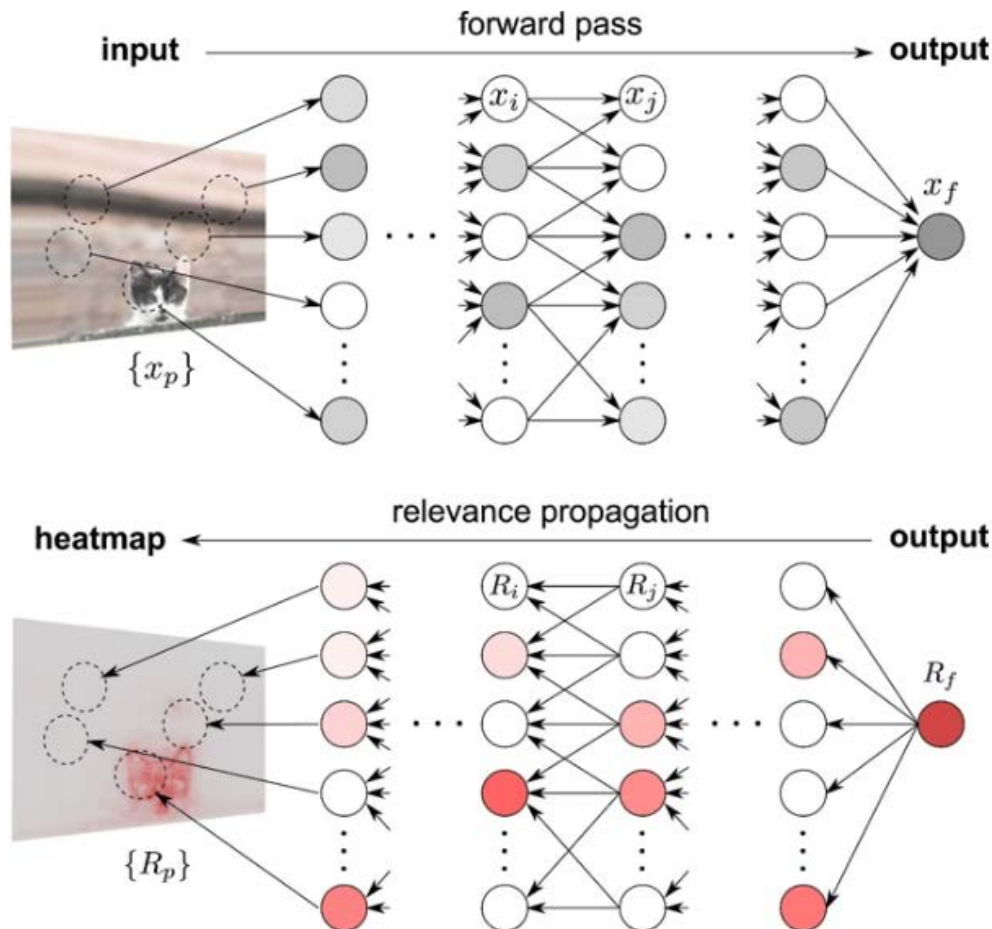 forward pass
input output
x_i x_j
x_f
{x_p}
relevance propagation
heatmap output
R_i R_j
R_f
{R_p}